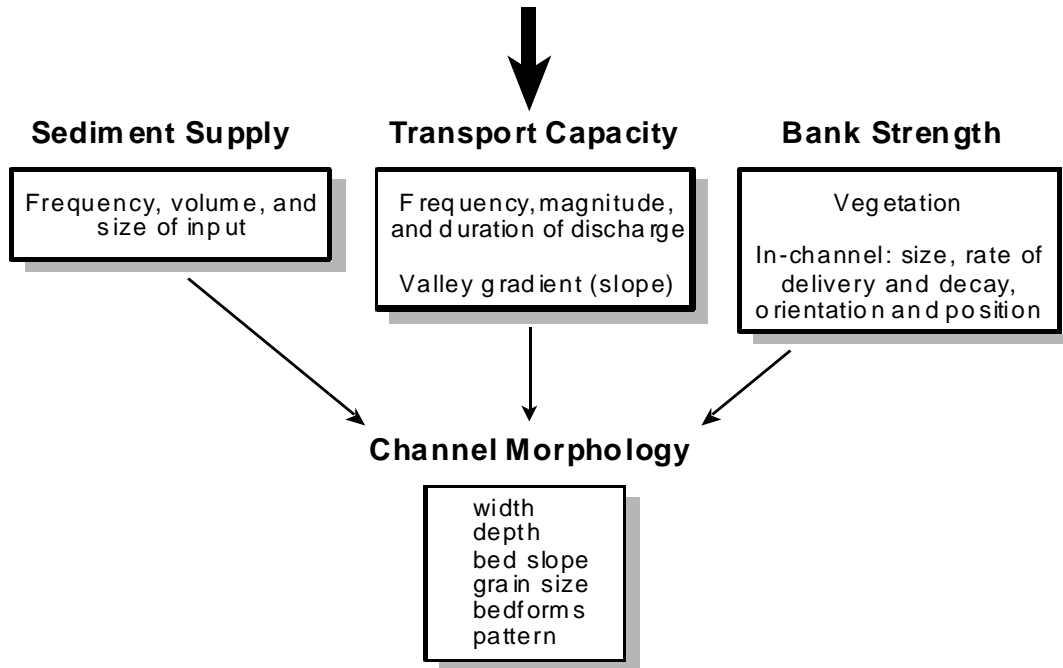 Sediment Supply
Frequency, volume, and
size of input
Transport Capacity
Frequency, magnitude,
and duration of discharge
Valley gradient (slope)
Bank Strength
Vegetation
In-channel: size, rate of
delivery and decay,
orientation and position
Channel Morphology
width
depth
bed slope
grain size
bedforms
pattern